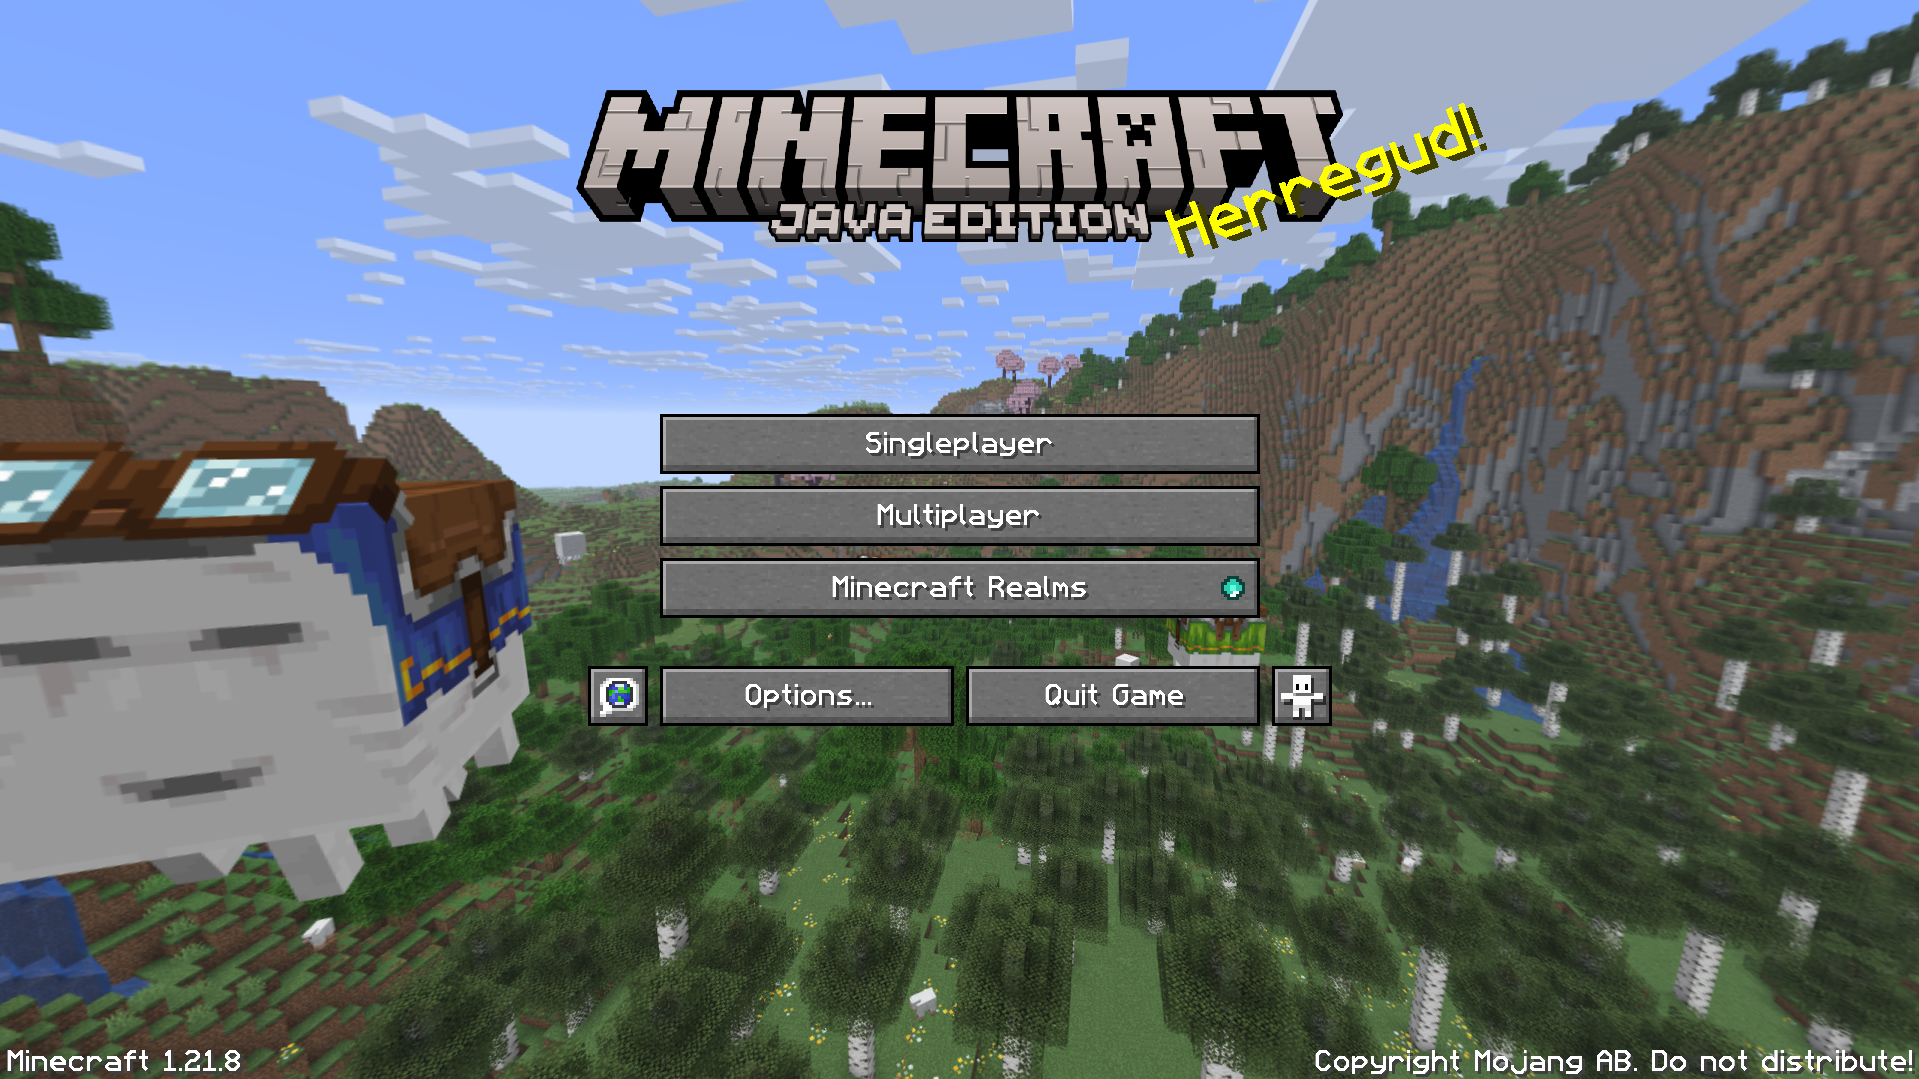 MINECRAFT
JAVA EDITION
Herregud!
Singleplayer
Multiplayer
Minecraft Realms
Options...
Quit Game
Minecraft 1.21.8
Copyright Mojang AB. Do not distribute!